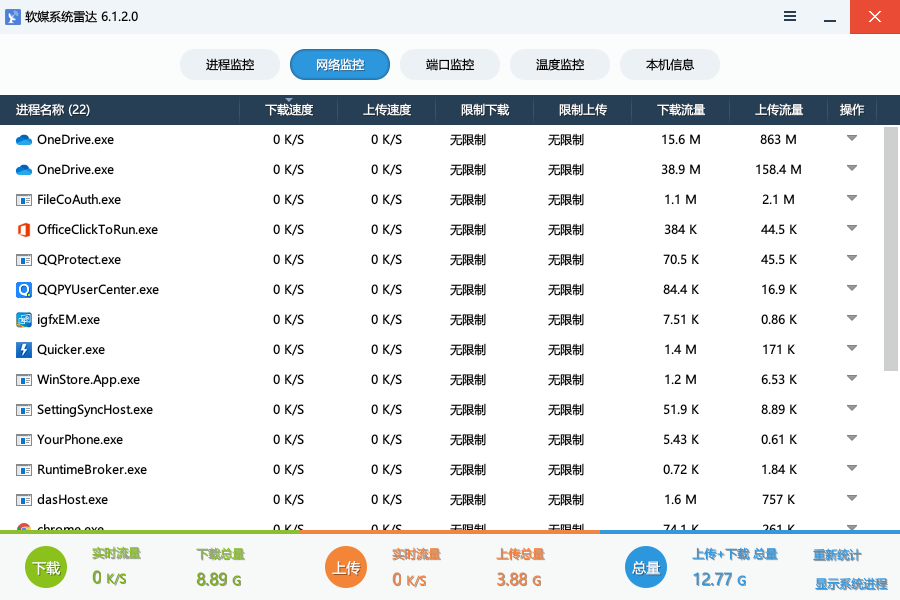 软媒系统雷达 6.1.2.0
进程监控 网络监控 端口监控 温度监控 本机信息
进程名称 (22) 下载速度 上传速度 限制下载 限制上传 下载流量 上传流量 操作
OneDrive.exe 0 K/S 0 K/S 无限制 无限制 15.6 M 863 M
OneDrive.exe 0 K/S 0 K/S 无限制 无限制 38.9 M 158.4 M
FileCoAuth.exe 0 K/S 0 K/S 无限制 无限制 1.1 M 2.1 M
OfficeClickToRun.exe 0 K/S 0 K/S 无限制 无限制 384 K 44.5 K
QQProtect.exe 0 K/S 0 K/S 无限制 无限制 70.5 K 45.5 K
QQPYUserCenter.exe 0 K/S 0 K/S 无限制 无限制 84.4 K 16.9 K
igfxEM.exe 0 K/S 0 K/S 无限制 无限制 7.51 K 0.86 K
Quicker.exe 0 K/S 0 K/S 无限制 无限制 1.4 M 171 K
WinStore.App.exe 0 K/S 0 K/S 无限制 无限制 1.2 M 6.53 K
SettingSyncHost.exe 0 K/S 0 K/S 无限制 无限制 51.9 K 8.89 K
YourPhone.exe 0 K/S 0 K/S 无限制 无限制 5.43 K 0.61 K
RuntimeBroker.exe 0 K/S 0 K/S 无限制 无限制 0.72 K 1.84 K
dasHost.exe 0 K/S 0 K/S 无限制 无限制 1.6 M 757 K
chrome.exe 0 K/S 0 K/S 无限制 无限制 74.1 K 261 K
下载 实时流量 下载总量 上传 实时流量 上传总量 总量 上传+下载 总量 重新统计
0 K/S 8.89 G 0 K/S 3.88 G 12.77 G 显示系统进程